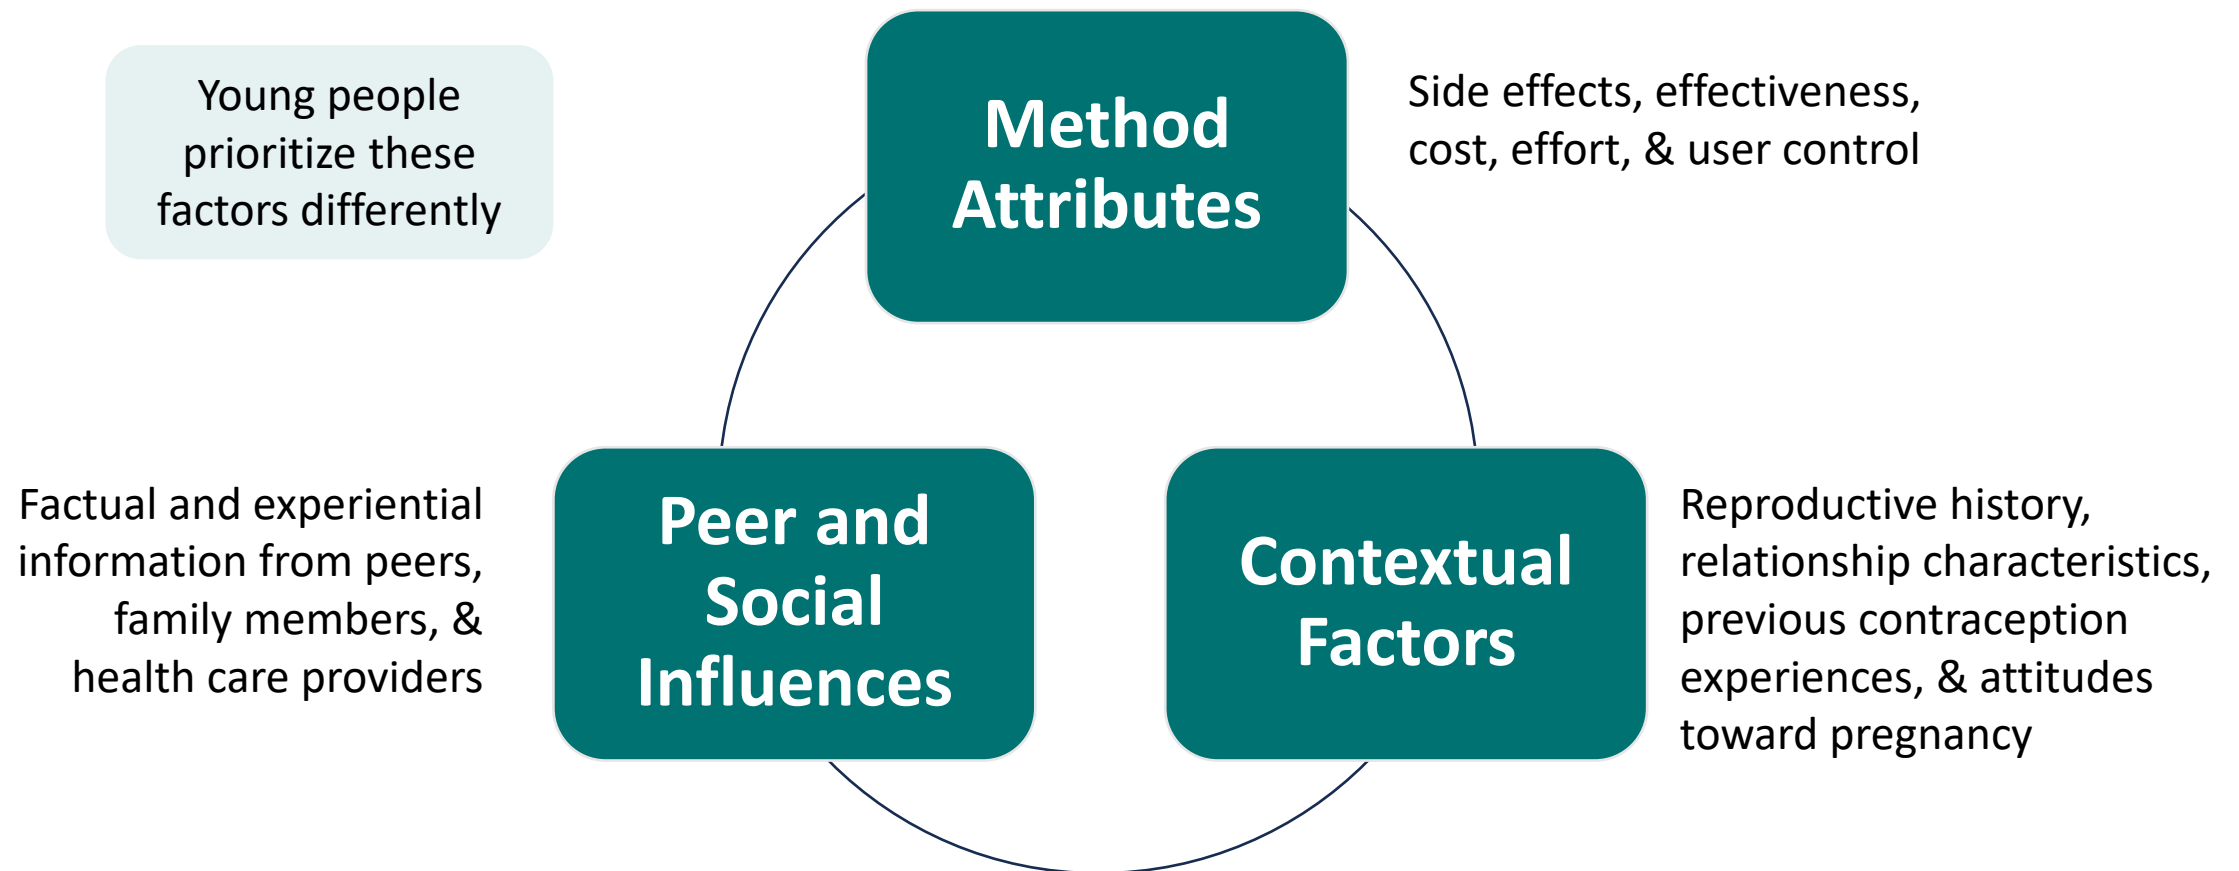 Young people
prioritize these
factors differently
Method
Attributes
Side effects, effectiveness,
cost, effort, & user control
Factual and experiential
information from peers,
family members, &
health care providers
Peer and
Social
Influences
Contextual
Factors
Reproductive history,
relationship characteristics,
previous contraception
experiences, & attitudes
toward pregnancy